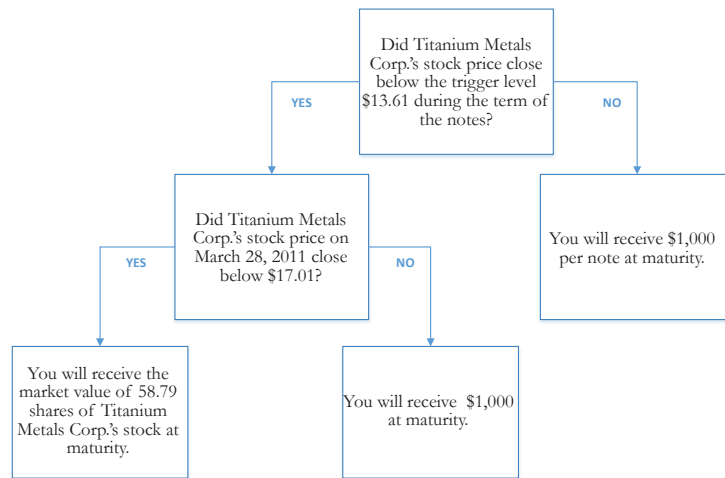 Did Titanium Metals
Corp.'s stock price close
below the trigger level
$13.61 during the term of
the notes?
YES
NO
Did Titanium Metals
Corp.'s stock price on
March 28, 2011 close
below $17.01?
You will receive $1,000
per note at maturity.
YES
NO
You will receive the
market value of 58.79
shares of Titanium
Metals Corp.'s stock at
maturity.
You will receive $1,000
at maturity.